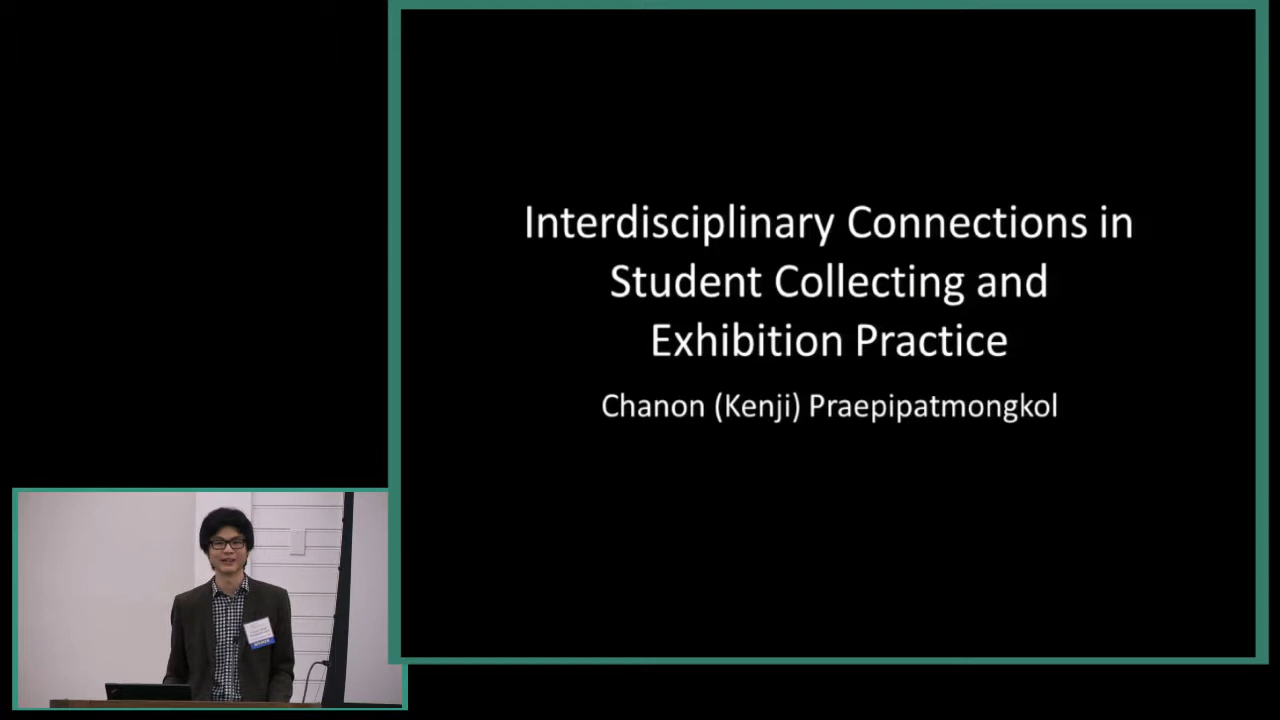 Interdisciplinary Connections in
Student Collecting and
Exhibition Practice
Chanon (Kenji) Praepipatmongkol